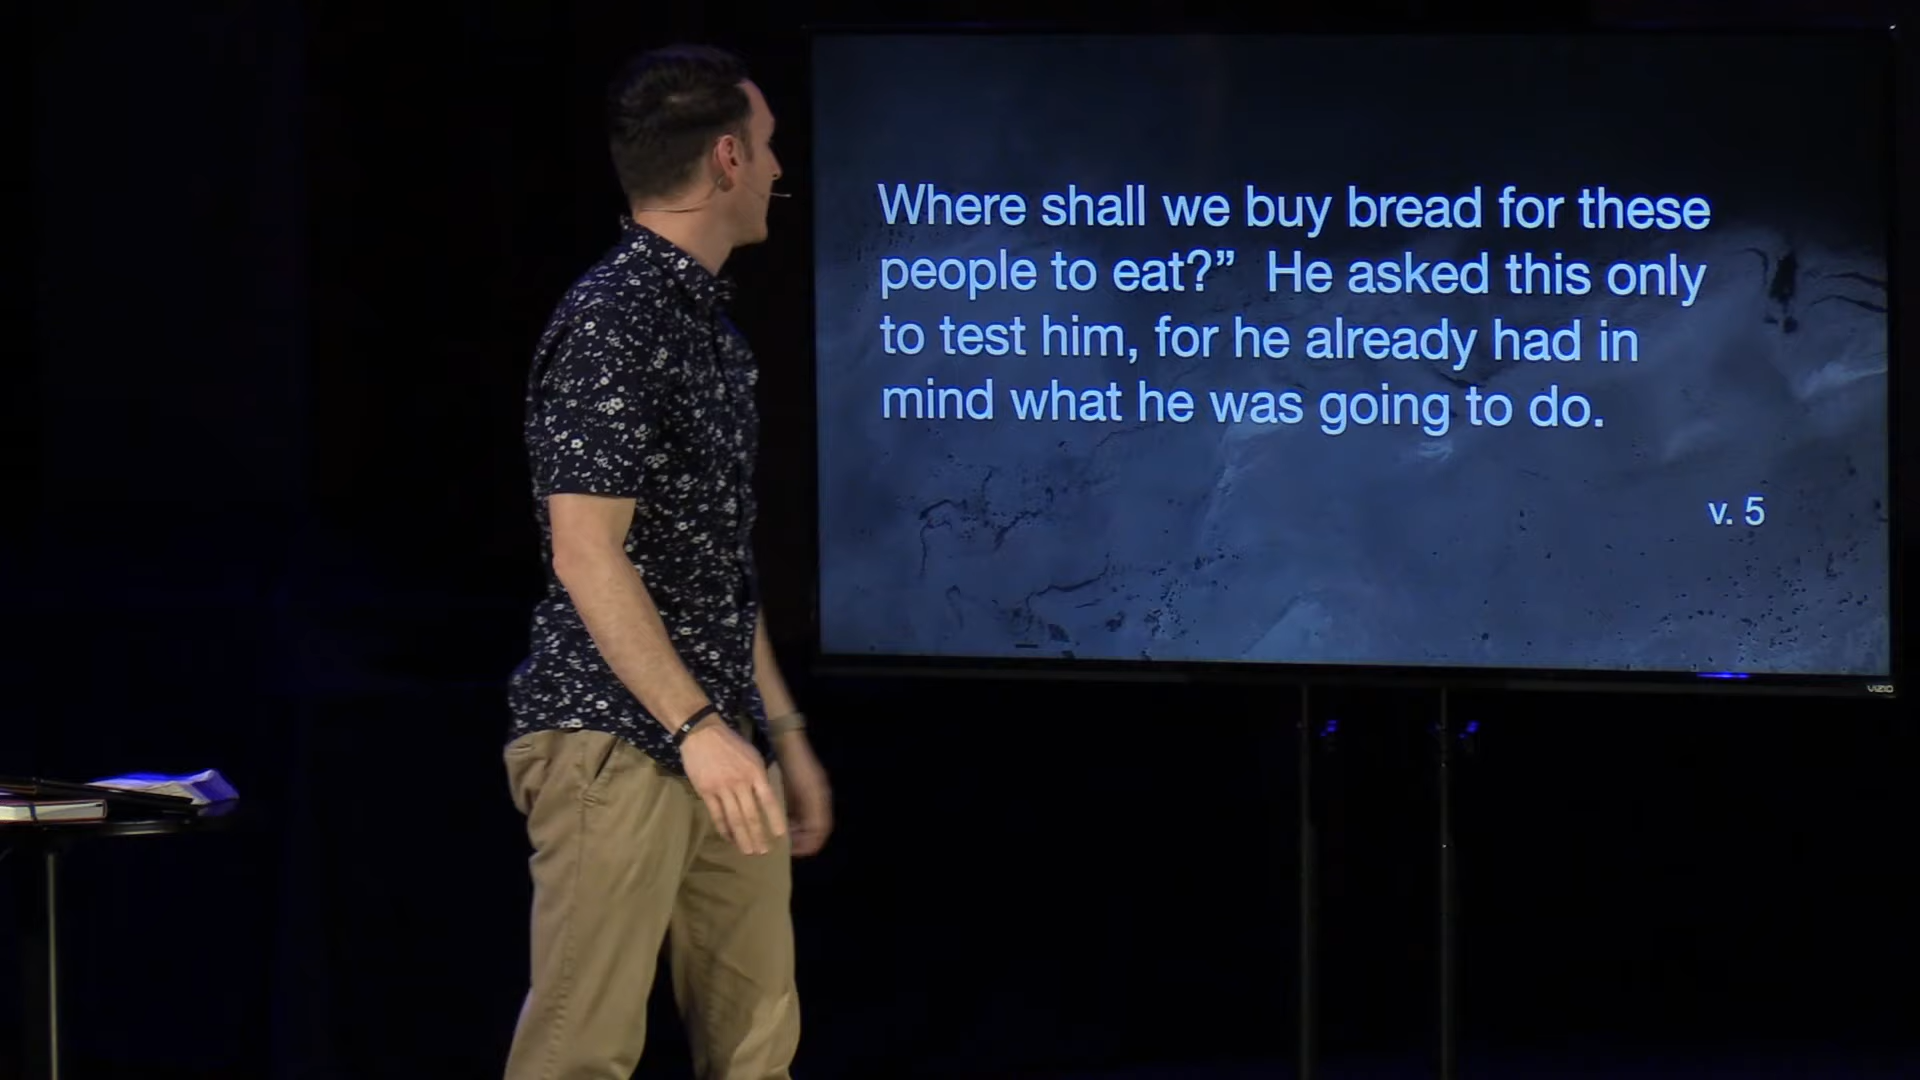 Where shall we buy bread for these
people to eat?”  He asked this only
to test him, for he already had in
mind what he was going to do.
v. 5
VIZIO